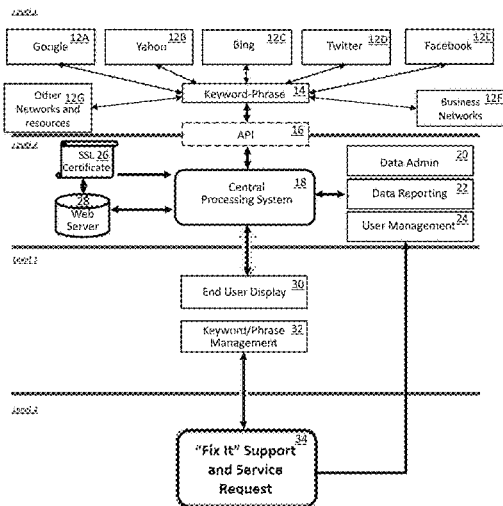 12A
Google
12B
Yahoo
12C
Bing
12D
Twitter
12E
Facebook
12G
Other
Networks and
resources
14
Keyword-Phrase
12F
Business
Networks
16
API
SSL 26
Certificate
28
Web
Server
18
Central
Processing System
20
Data Admin
22
Data Reporting
24
User Management
30
End User Display
32
Keyword/Phrase
Management
34
"Fix It" Support
and Service
Request